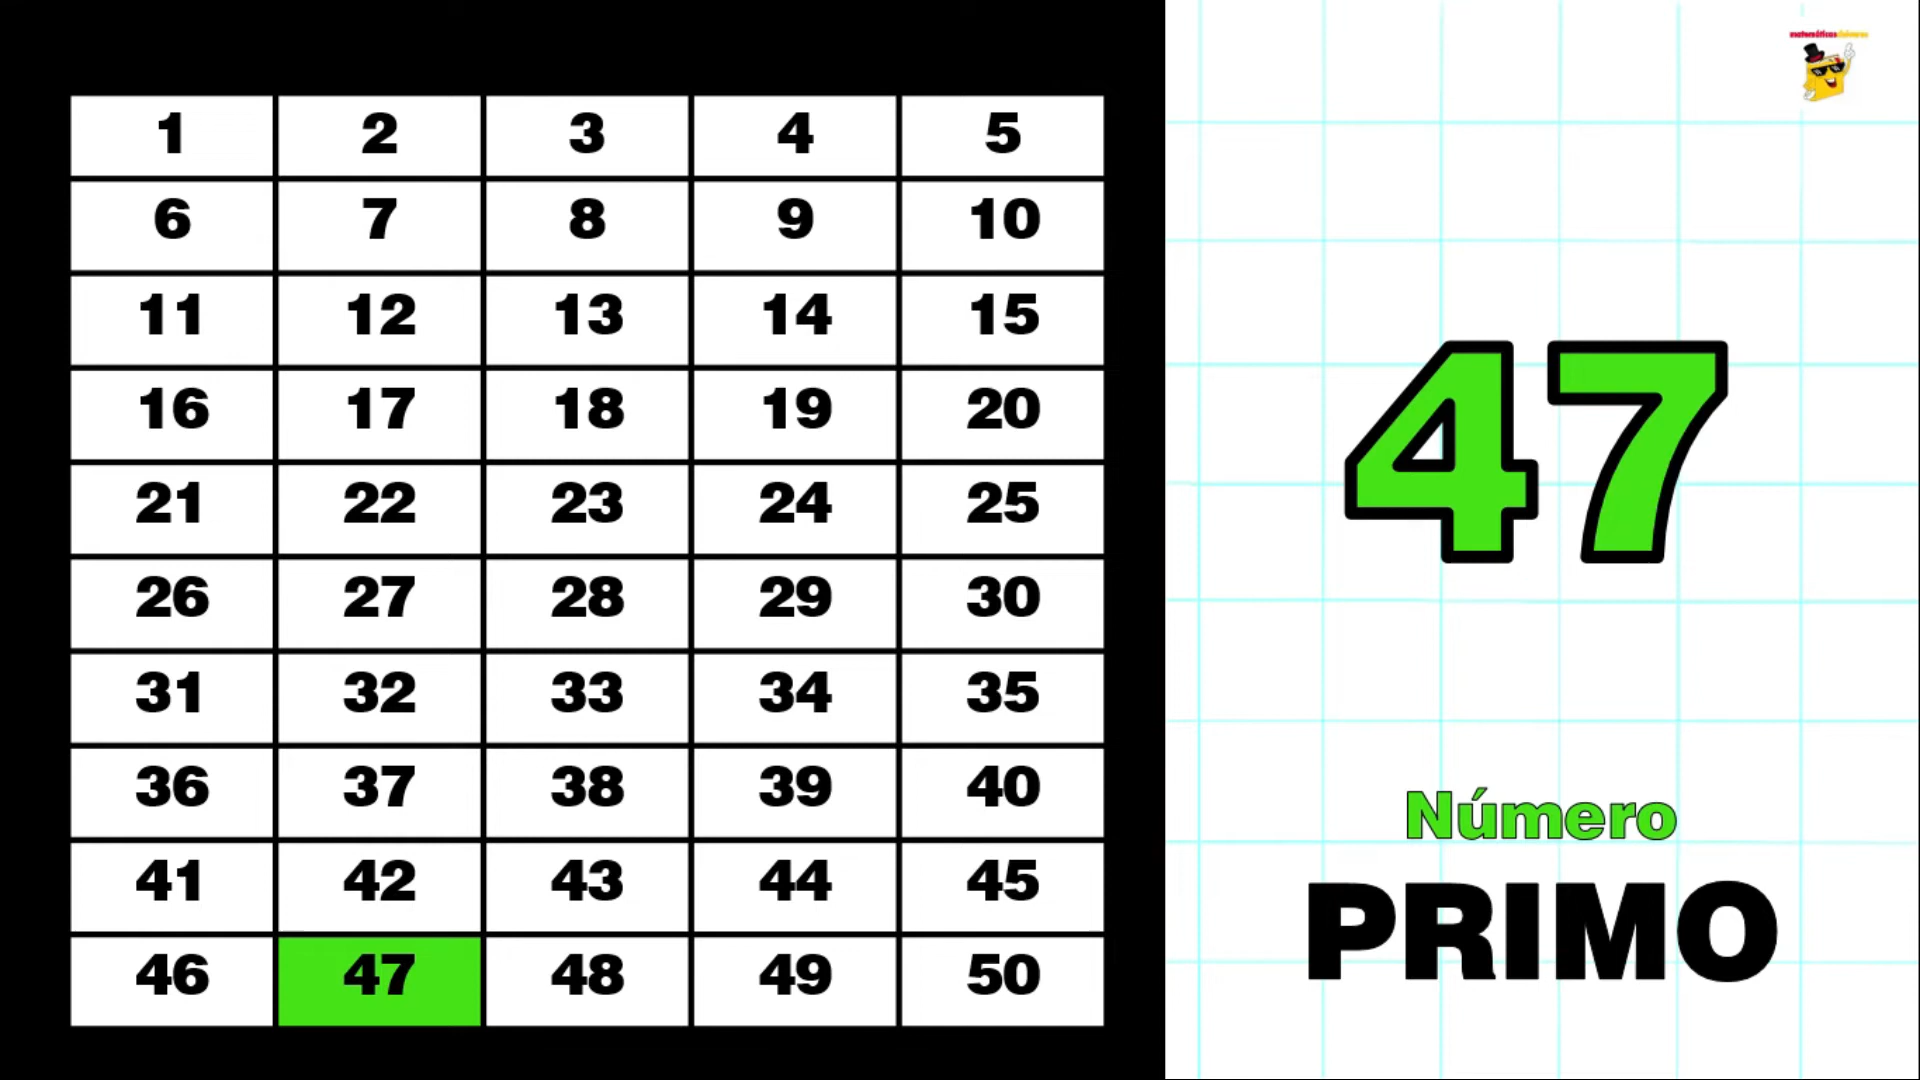 1 2 3 4 5
6 7 8 9 10
11 12 13 14 15
16 17 18 19 20
21 22 23 24 25
26 27 28 29 30
31 32 33 34 35
36 37 38 39 40
41 42 43 44 45
46 47 48 49 50
47
Número
PRIMO